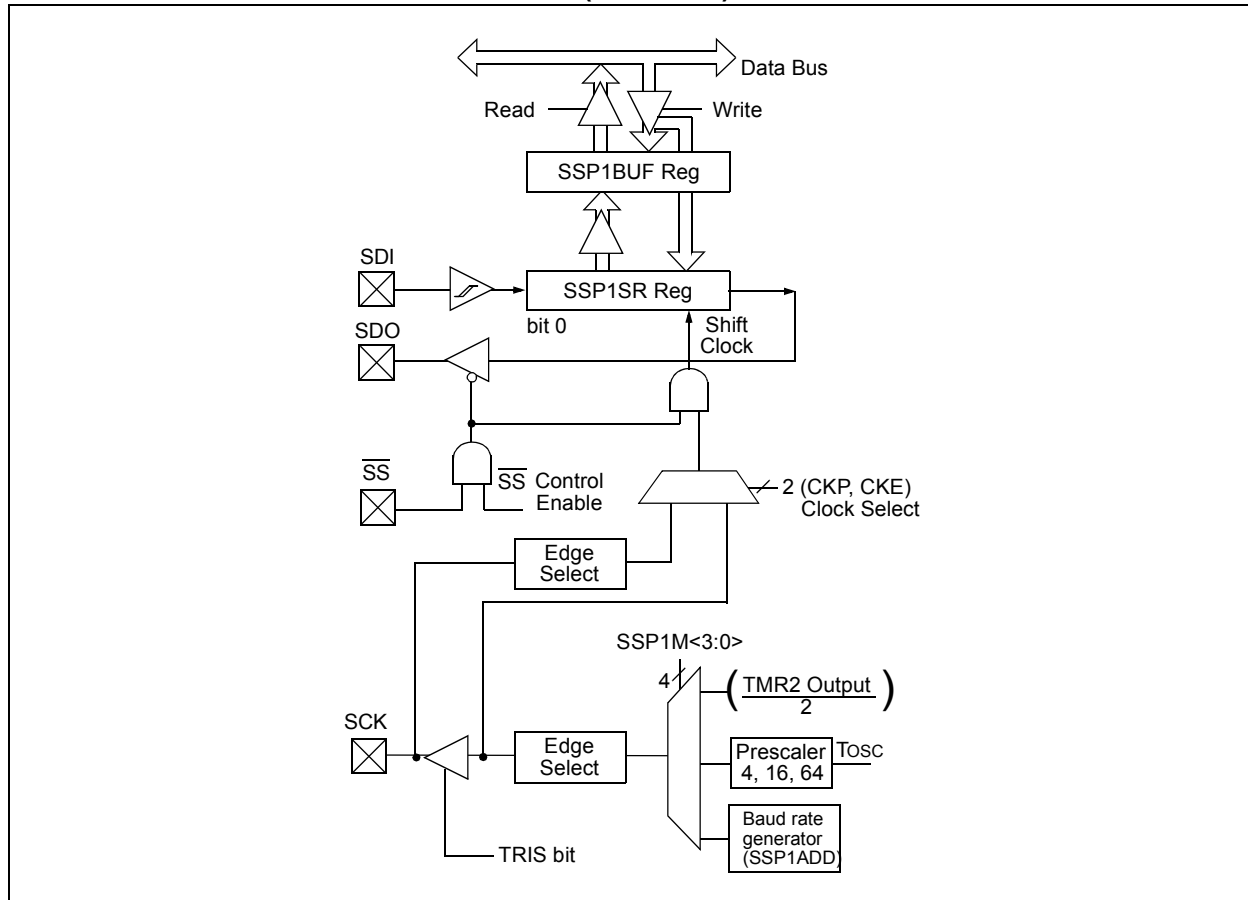 Data Bus
Read
Write
SSP1BUF Reg
SDI
SSP1SR Reg
bit 0
Shift
Clock
SDO
SS
SS Control
Enable
2 (CKP, CKE)
Clock Select
Edge
Select
SSP1M<3:0>
4
(TMR2 Output)
2
SCK
Edge
Select
Prescaler
4, 16, 64
TOSC
Baud rate
generator
(SSP1ADD)
TRIS bit